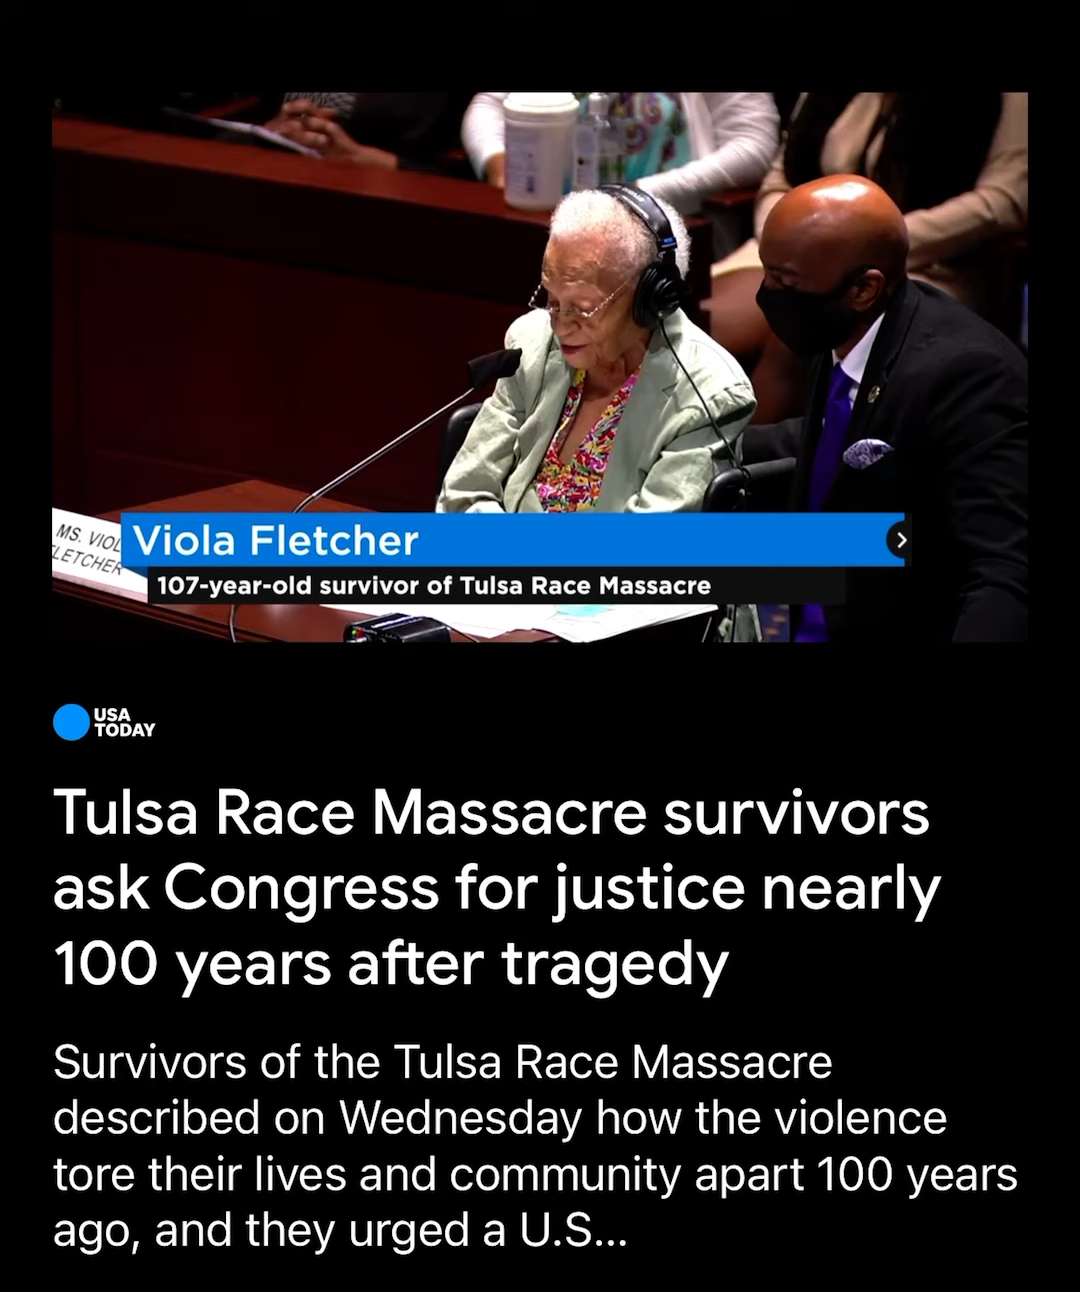 MS. VIOL
LETCHER
Viola Fletcher
107-year-old survivor of Tulsa Race Massacre
USA
TODAY
Tulsa Race Massacre survivors
ask Congress for justice nearly
100 years after tragedy
Survivors of the Tulsa Race Massacre
described on Wednesday how the violence
tore their lives and community apart 100 years
ago, and they urged a U.S...